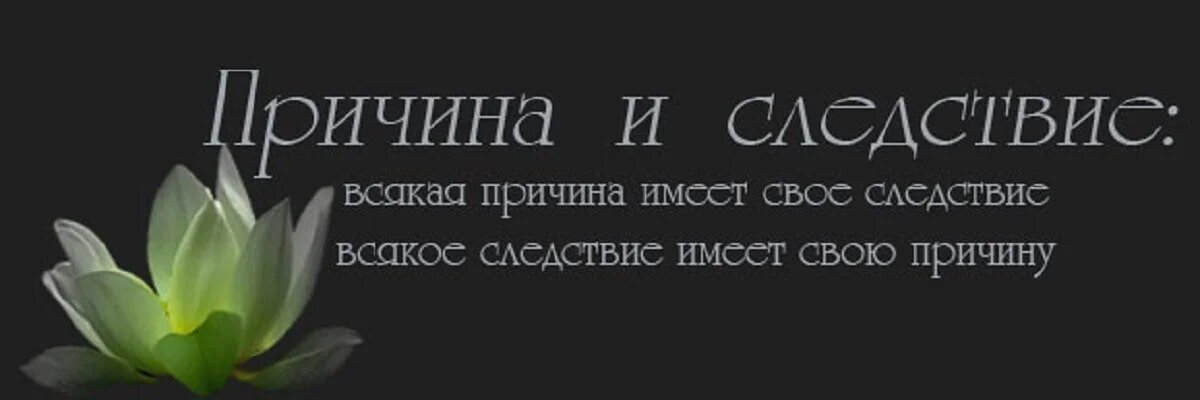 Причина и следствие:
всякая причина имеет свое следствие
всякое следствие имеет свою причину